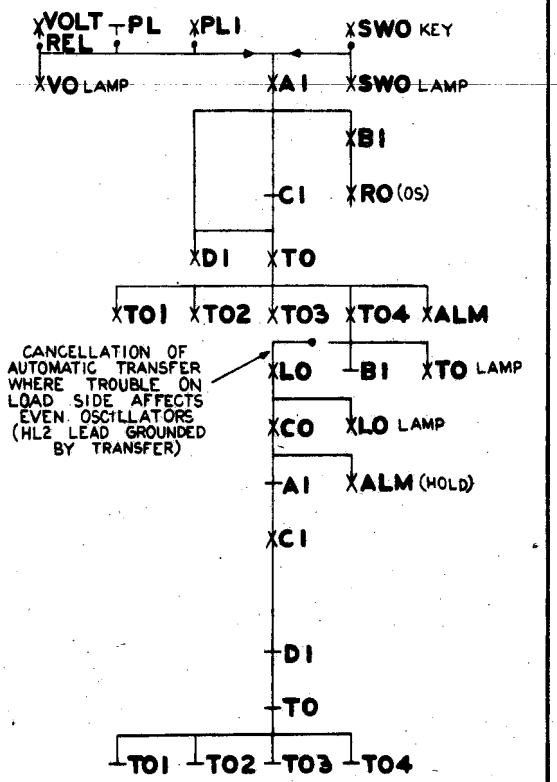 VOLT REL PL PL1 SWO KEY
VO LAMP A1 SWO LAMP
B1
C1 RO (OS)
D1 TO
TO1 TO2 TO3 TO4 ALM
CANCELLATION OF
AUTOMATIC TRANSFER
WHERE TROUBLE ON
LOAD SIDE AFFECTS
EVEN OSCILLATORS
(HL2 LEAD GROUNDED
BY TRANSFER)
LO B1 TO LAMP
CO LO LAMP
A1 ALM (HOLD)
C1
D1
TO
TO1 TO2 TO3 TO4